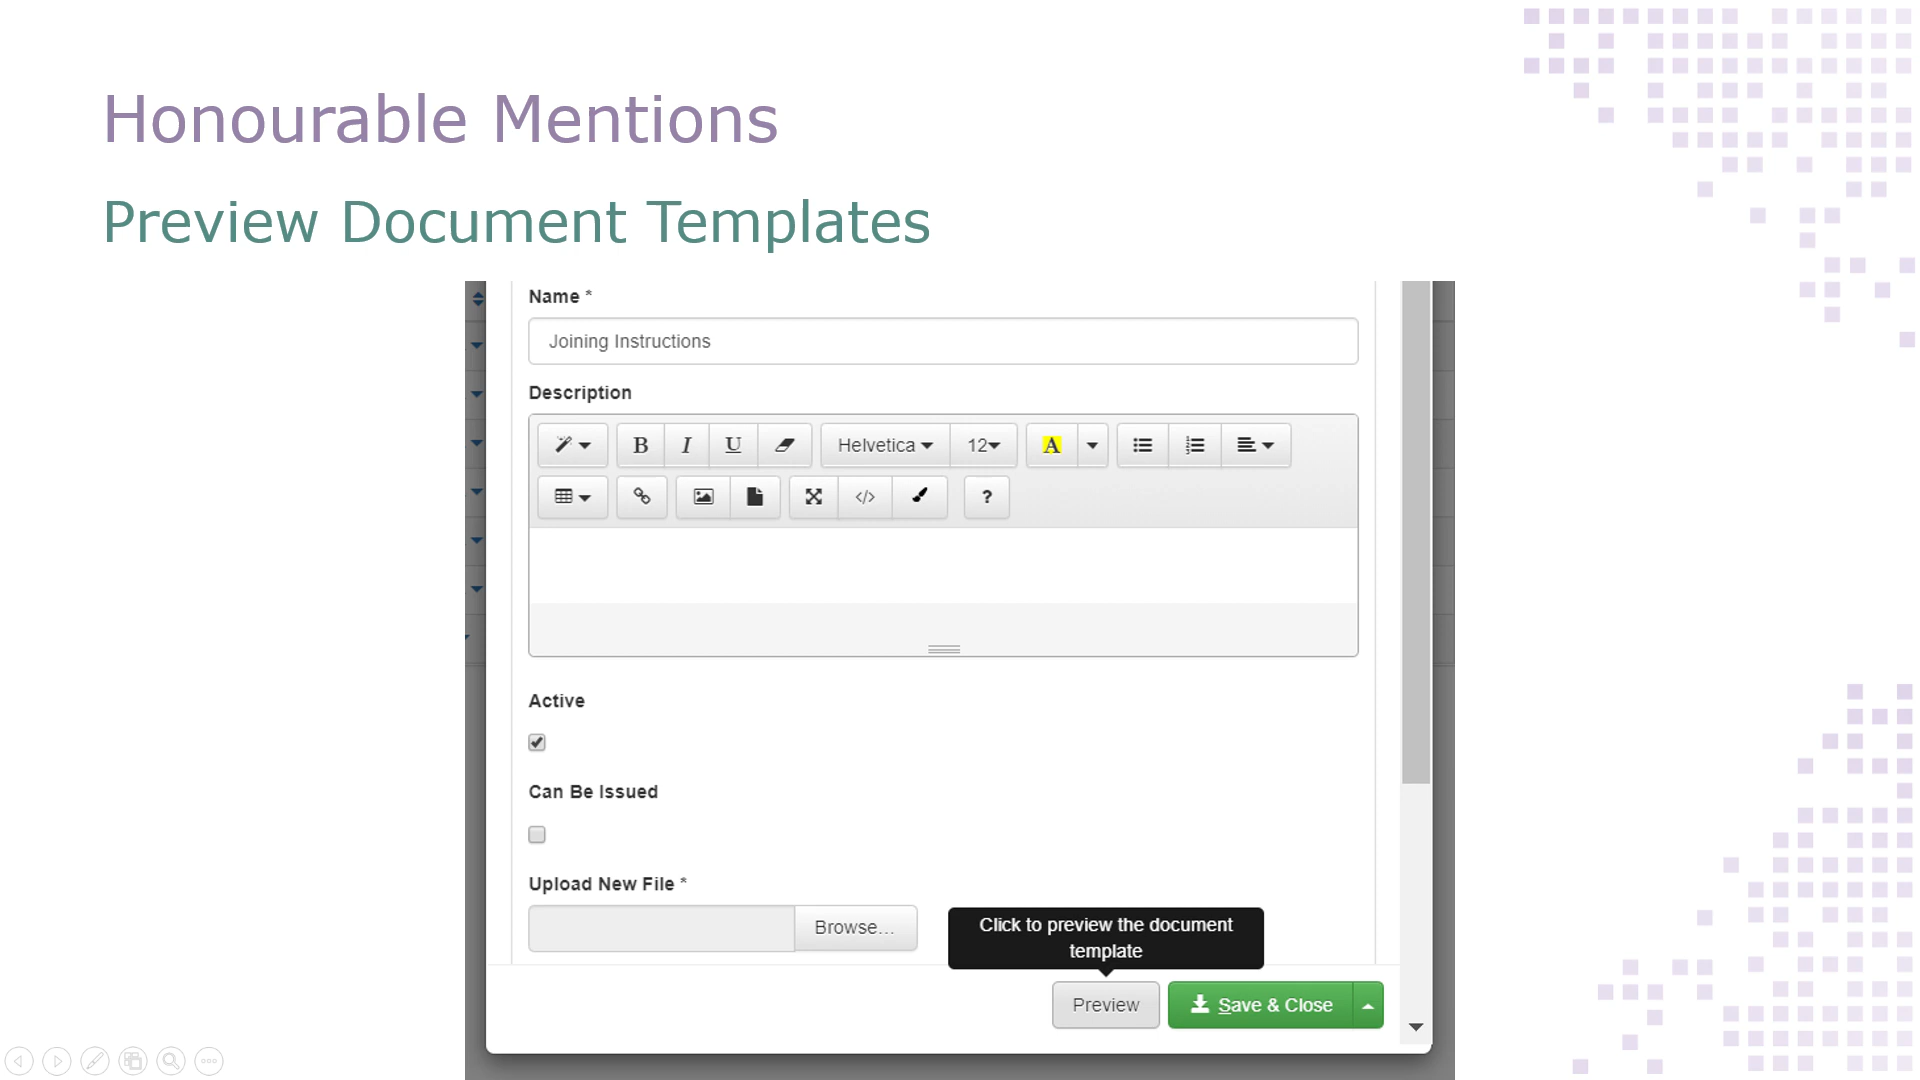 Honourable Mentions
Preview Document Templates
Name *
Joining Instructions
Description
B I U Helvetica 12 A
</> ?
Active
Can Be Issued
Upload New File *
Browse...
Click to preview the document
template
Preview Save & Close